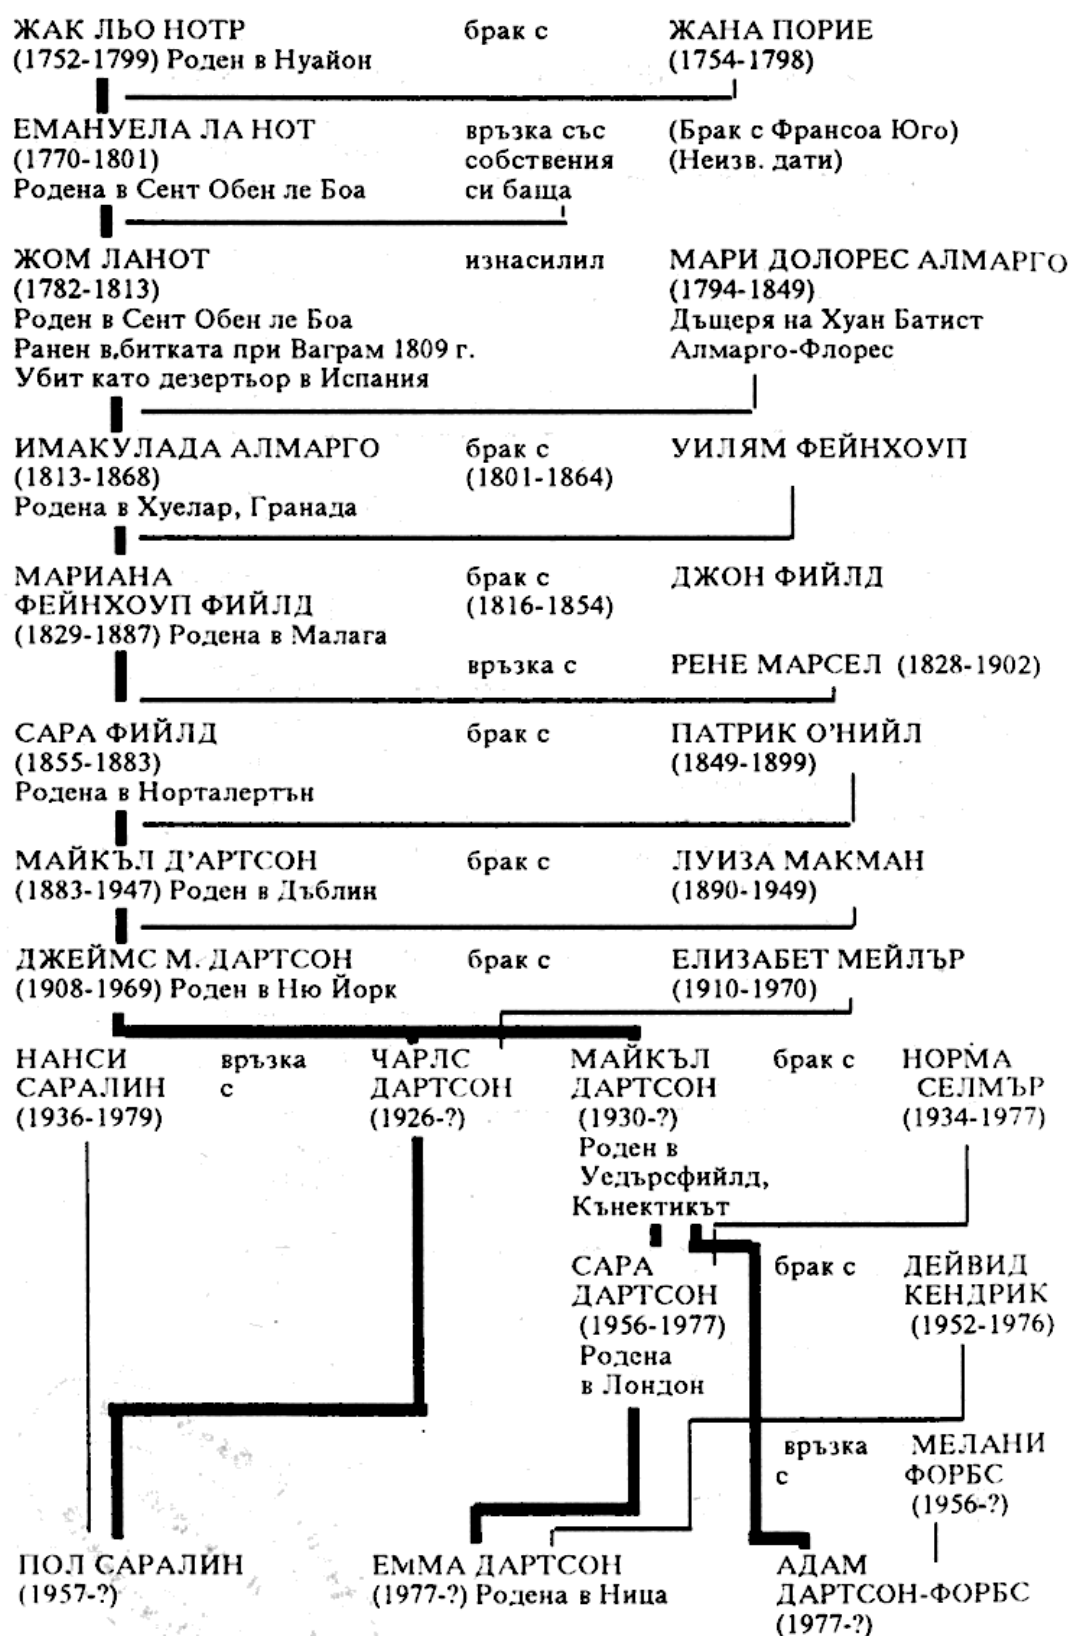 ЖАК ЛЬО НОТР брак с ЖАНА ПОРИЕ
(1752-1799) Роден в Нуайон (1754-1798)
ЕМАНУЕЛА ЛА НОТ връзка със (Брак с Франсоа Юго)
(1770-1801) собствения (Неизв. дати)
Родена в Сент Обен ле Боа си баща
ЖОМ ЛАНОТ изнасилил МАРИ ДОЛОРЕС АЛМАРГО
(1782-1813) (1794-1849)
Роден в Сент Обен ле Боа Дъщеря на Хуан Батист
Ранен в.битката при Ваграм 1809 г. Алмарго-Флорес
Убит като дезертьор в Испания
ИМАКУЛАДА АЛМАРГО брак с УИЛЯМ ФЕЙНХОУП
(1813-1868) (1801-1864)
Родена в Хуелар, Гранада
МАРИАНА брак с ДЖОН ФИЙЛД
ФЕЙНХОУП ФИЙЛД (1816-1854)
(1829-1887) Родена в Малага
връзка с РЕНЕ МАРСЕЛ (1828-1902)
САРА ФИЙЛД брак с ПАТРИК О'НИЙЛ
(1855-1883) (1849-1899)
Родена в Норталертън
МАЙКЪЛ Д'АРТСОН брак с ЛУИЗА МАКМАН
(1883-1947) Роден в Дъблин (1890-1949)
ДЖЕЙМС М. ДАРТСОН брак с ЕЛИЗАБЕТ МЕЙЛЪР
(1908-1969) Роден в Ню Йорк (1910-1970)
НАНСИ връзка ЧАРЛС МАЙКЪЛ брак с НОРМА
САРАЛИН с ДАРТСОН ДАРТСОН СЕЛМЪР
(1936-1979) (1926-?) (1930-?) (1934-1977)
Роден в
Уедърсфийлд,
Кънектикът
САРА брак с ДЕЙВИД
ДАРТСОН КЕНДРИК
(1956-1977) (1952-1976)
Родена
в Лондон
връзка МЕЛАНИ
с ФОРБС
(1956-?)
ПОЛ САРАЛИН ЕММА ДАРТСОН АДАМ
(1957-?) (1977-?) Родена в Ница ДАРТСОН-ФОРБС
(1977-?)